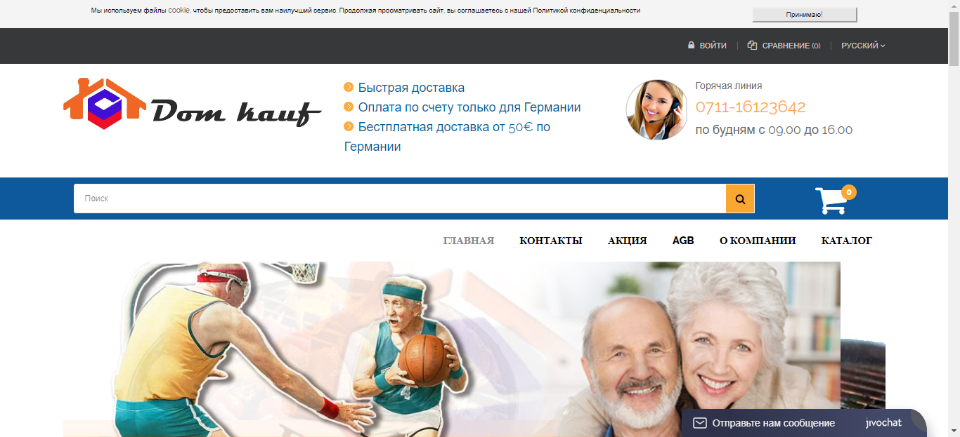 Мы используем файлы cookie, чтобы предоставить вам наилучший сервис. Продолжая просматривать сайт, вы соглашаетесь с нашей Политикой конфиденциальности
Принимаю!
ВОЙТИ
СРАВНЕНИЕ (0)
РУССКИЙ
Dom kauf
Быстрая доставка
Оплата по счету только для Германии
Бестплатная доставка от 50€ по
Германии
Горячая линия
0711-16123642
по будням с 09.00 до 16.00
Поиск
0
ГЛАВНАЯ
КОНТАКТЫ
АКЦИЯ
AGB
О КОМПАНИИ
КАТАЛОГ
Отправьте нам сообщение
jivochat